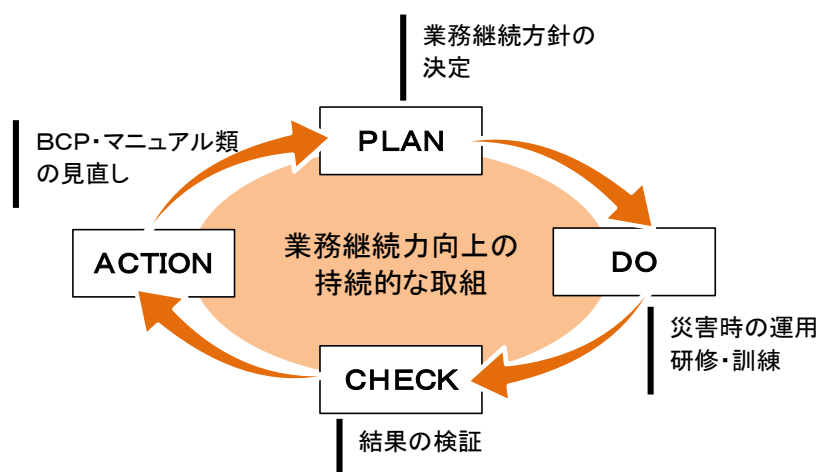 業務継続方針の
決定
PLAN
BCP・マニュアル類
の見直し
ACTION
業務継続力向上の
持続的な取組
DO
災害時の運用
研修・訓練
CHECK
結果の検証